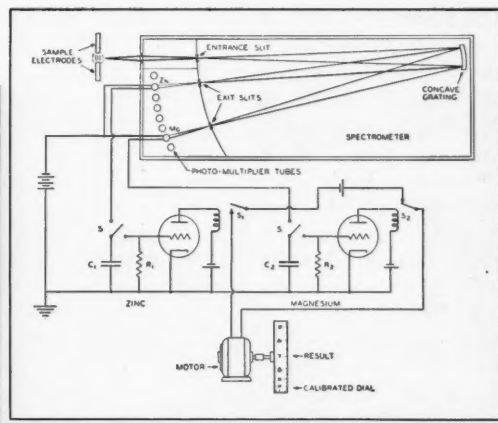 SAMPLE
ELECTRODES
ENTRANCE SLIT
Zn
EXIT SLITS
CONCAVE
GRATING
SPECTROMETER
MG
PHOTO-MULTIPLIER TUBES
S
S₁
S
S₂
C₁
R₁
C₂
R₂
ZINC
MAGNESIUM
MOTOR
RESULT
CALIBRATED DIAL